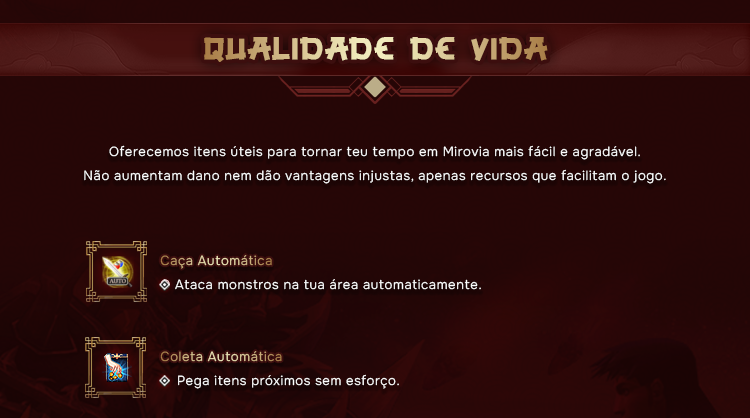 QUALIDADE DE VIDA
Oferecemos itens úteis para tornar teu tempo em Mirovia mais fácil e agradável.
Não aumentam dano nem dão vantagens injustas, apenas recursos que facilitam o jogo.
Caça Automática
Ataca monstros na tua área automaticamente.
AUTO
Coleta Automática
Pega itens próximos sem esforço.